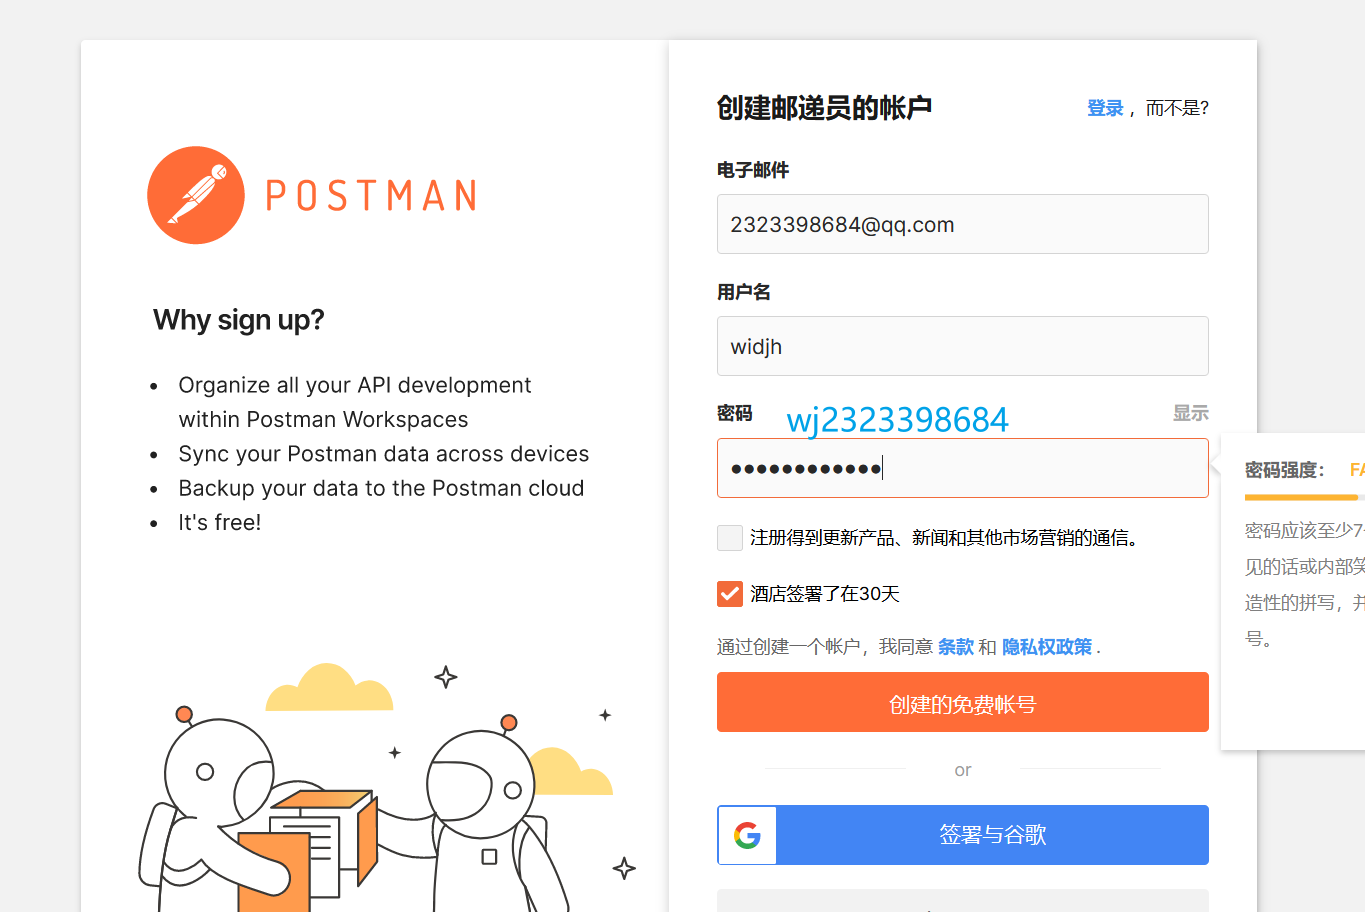 POSTMAN
Why sign up?
• Organize all your API development
within Postman Workspaces
• Sync your Postman data across devices
• Backup your data to the Postman cloud
• It's free!
创建邮递员的帐户
登录 ，而不是?
电子邮件
2323398684@qq.com
用户名
widjh
密码 wj2323398684 显示
••••••••••••
注册得到更新产品、新闻和其他市场营销的通信。
酒店签署了在30天
通过创建一个帐户，我同意 条款 和 隐私权政策 .
创建的免费帐号
or
签署与谷歌
密码强度： FA
密码应该至少7
见的话或内部笑
造性的拼写，并
号。